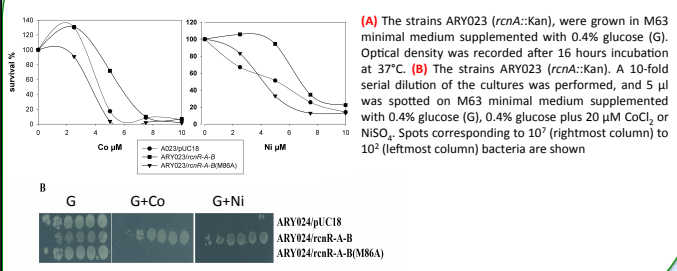 140
120
100
80
60
40
20
0
survival %
0
2
4
6
8
10
Co µM
120
100
80
60
40
20
0
0
2
4
6
8
10
Ni µM
A023/pUC18
ARY023/rcnR-A-B
ARY023/rcnR-A-B(M86A)
(A) The strains ARY023 (rcnA::Kan), were grown in M63
minimal medium supplemented with 0.4% glucose (G).
Optical density was recorded after 16 hours incubation
at 37°C. (B) The strains ARY023 (rcnA::Kan). A 10-fold
serial dilution of the cultures was performed, and 5 µl
was spotted on M63 minimal medium supplemented
with 0.4% glucose (G), 0.4% glucose plus 20 µM CoCl₂ or
NiSO₄. Spots corresponding to 10⁷ (rightmost column) to
10² (leftmost column) bacteria are shown
B
G G+Co G+Ni
ARY024/pUC18
ARY024/rcnR-A-B
ARY024/rcnR-A-B(M86A)